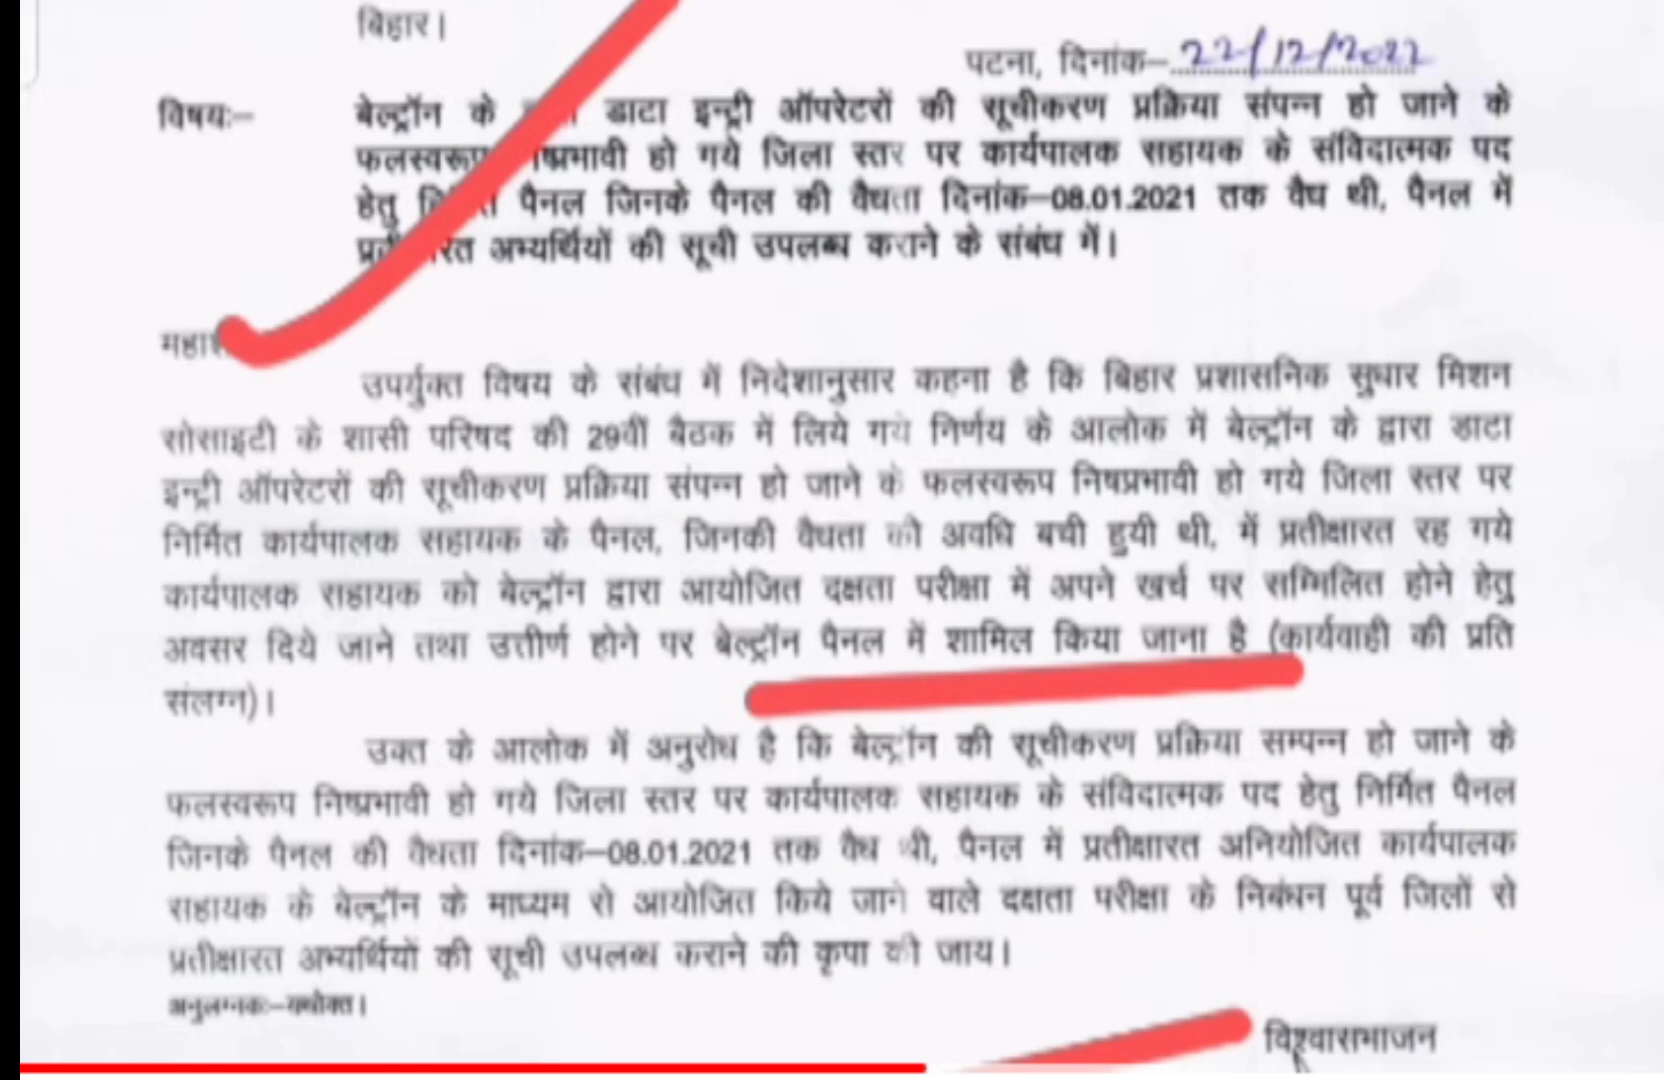 बिहार।
पटना, दिनांक–22/12/2022
विषयः– बेल्ट्रॉन के डाटा इन्ट्री ऑपरेटरों की सूचीकरण प्रक्रिया संपन्न हो जाने के
फलस्वरूप निष्प्रभावी हो गये जिला स्तर पर कार्यपालक सहायक के संविदात्मक पद
हेतु पैनल जिनके पैनल की वैधता दिनांक–08.01.2021 तक वैध थी, पैनल में
प्रतीक्षारत अभ्यर्थियों की सूची उपलब्ध कराने के संबंध में।
उपर्युक्त विषय के संबंध में निदेशानुसार कहना है कि बिहार प्रशासनिक सुधार मिशन
सोसाइटी के शासी परिषद की 29वीं बैठक में लिये गये निर्णय के आलोक में बेल्ट्रॉन के द्वारा डाटा
इन्ट्री ऑपरेटरों की सूचीकरण प्रक्रिया संपन्न हो जाने के फलस्वरूप निषप्रभावी हो गये जिला स्तर पर
निर्मित कार्यपालक सहायक के पैनल, जिनकी वैधता की अवधि बची हुयी थी, में प्रतीक्षारत रह गये
कार्यपालक सहायक को बेल्ट्रॉन द्वारा आयोजित दक्षता परीक्षा में अपने खर्च पर सम्मिलित होने हेतु
अवसर दिये जाने तथा उत्तीर्ण होने पर बेल्ट्रॉन पैनल में शामिल किया जाना है (कार्यवाही की प्रति
संलग्न)।
उक्त के आलोक में अनुरोध है कि बेल्ट्रॉन की सूचीकरण प्रक्रिया सम्पन्न हो जाने के
फलस्वरूप निष्प्रभावी हो गये जिला स्तर पर कार्यपालक सहायक के संविदात्मक पद हेतु निर्मित पैनल
जिनके पैनल की वैधता दिनांक–08.01.2021 तक वैध थी, पैनल में प्रतीक्षारत अनियोजित कार्यपालक
सहायक के बेल्ट्रॉन के माध्यम से आयोजित किये जाने वाले दक्षता परीक्षा के निबंधन पूर्व जिलों से
प्रतीक्षारत अभ्यर्थियों की सूची उपलब्ध कराने की कृपा की जाय।
अनुलग्नकः–यथोक्त।
विश्वासभाजन